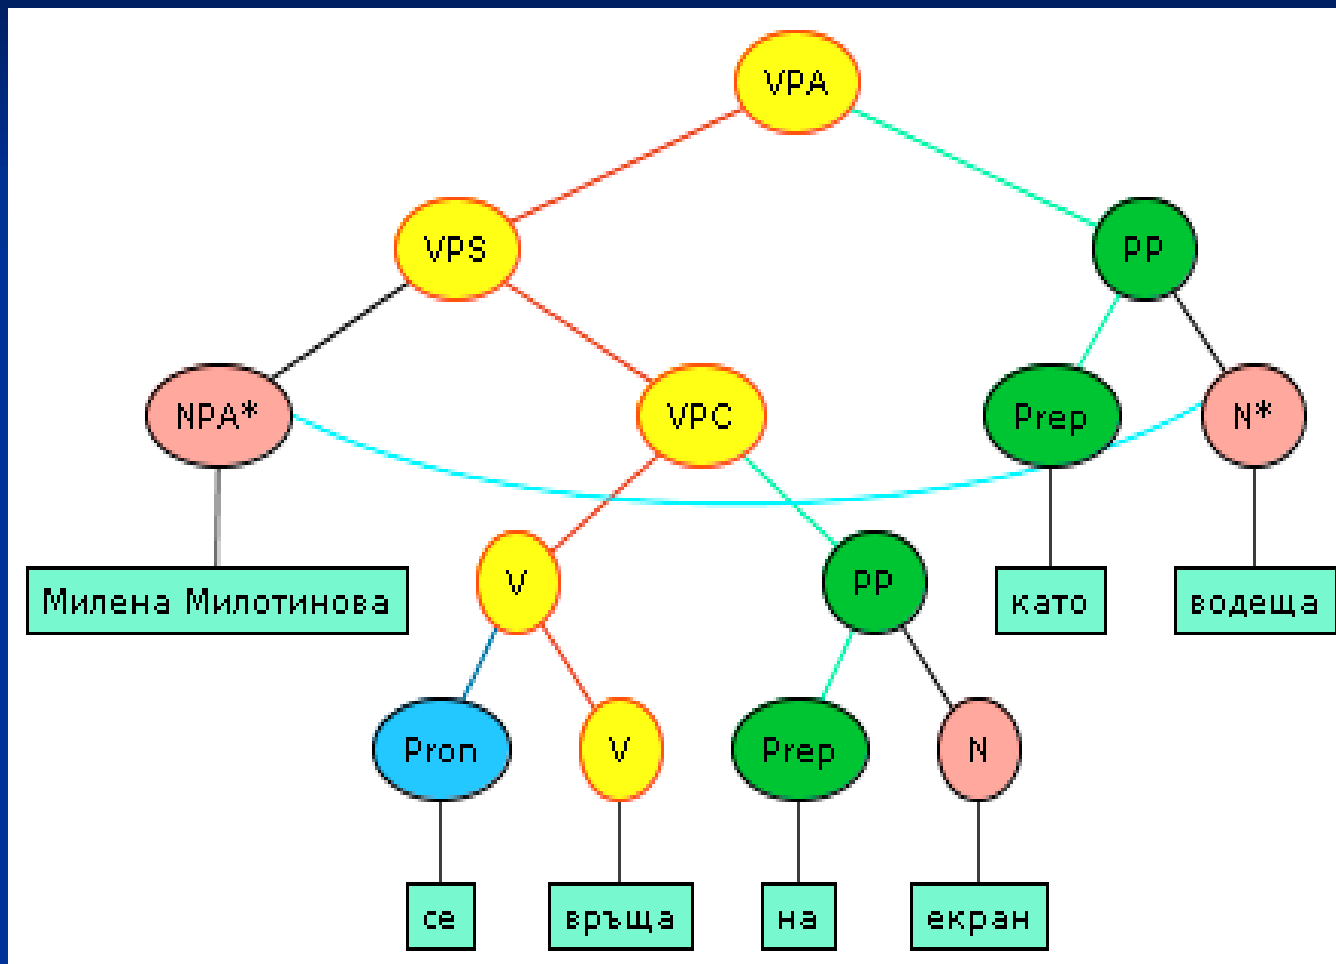 VPA
VPS PP
NPA* VPC Prep N*
Милена Милотинова V PP като водеща
Pron V Prep N
се връща на екран